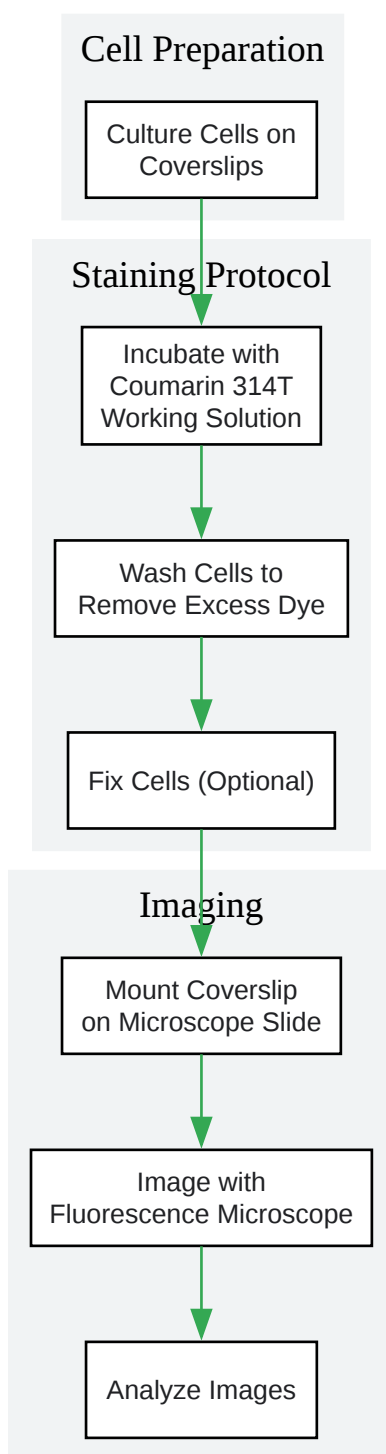 Cell Preparation
Culture Cells on
Coverslips
Staining Protocol
Incubate with
Coumarin 314T
Working Solution
Wash Cells to
Remove Excess Dye
Fix Cells (Optional)
Imaging
Mount Coverslip
on Microscope Slide
Image with
Fluorescence Microscope
Analyze Images